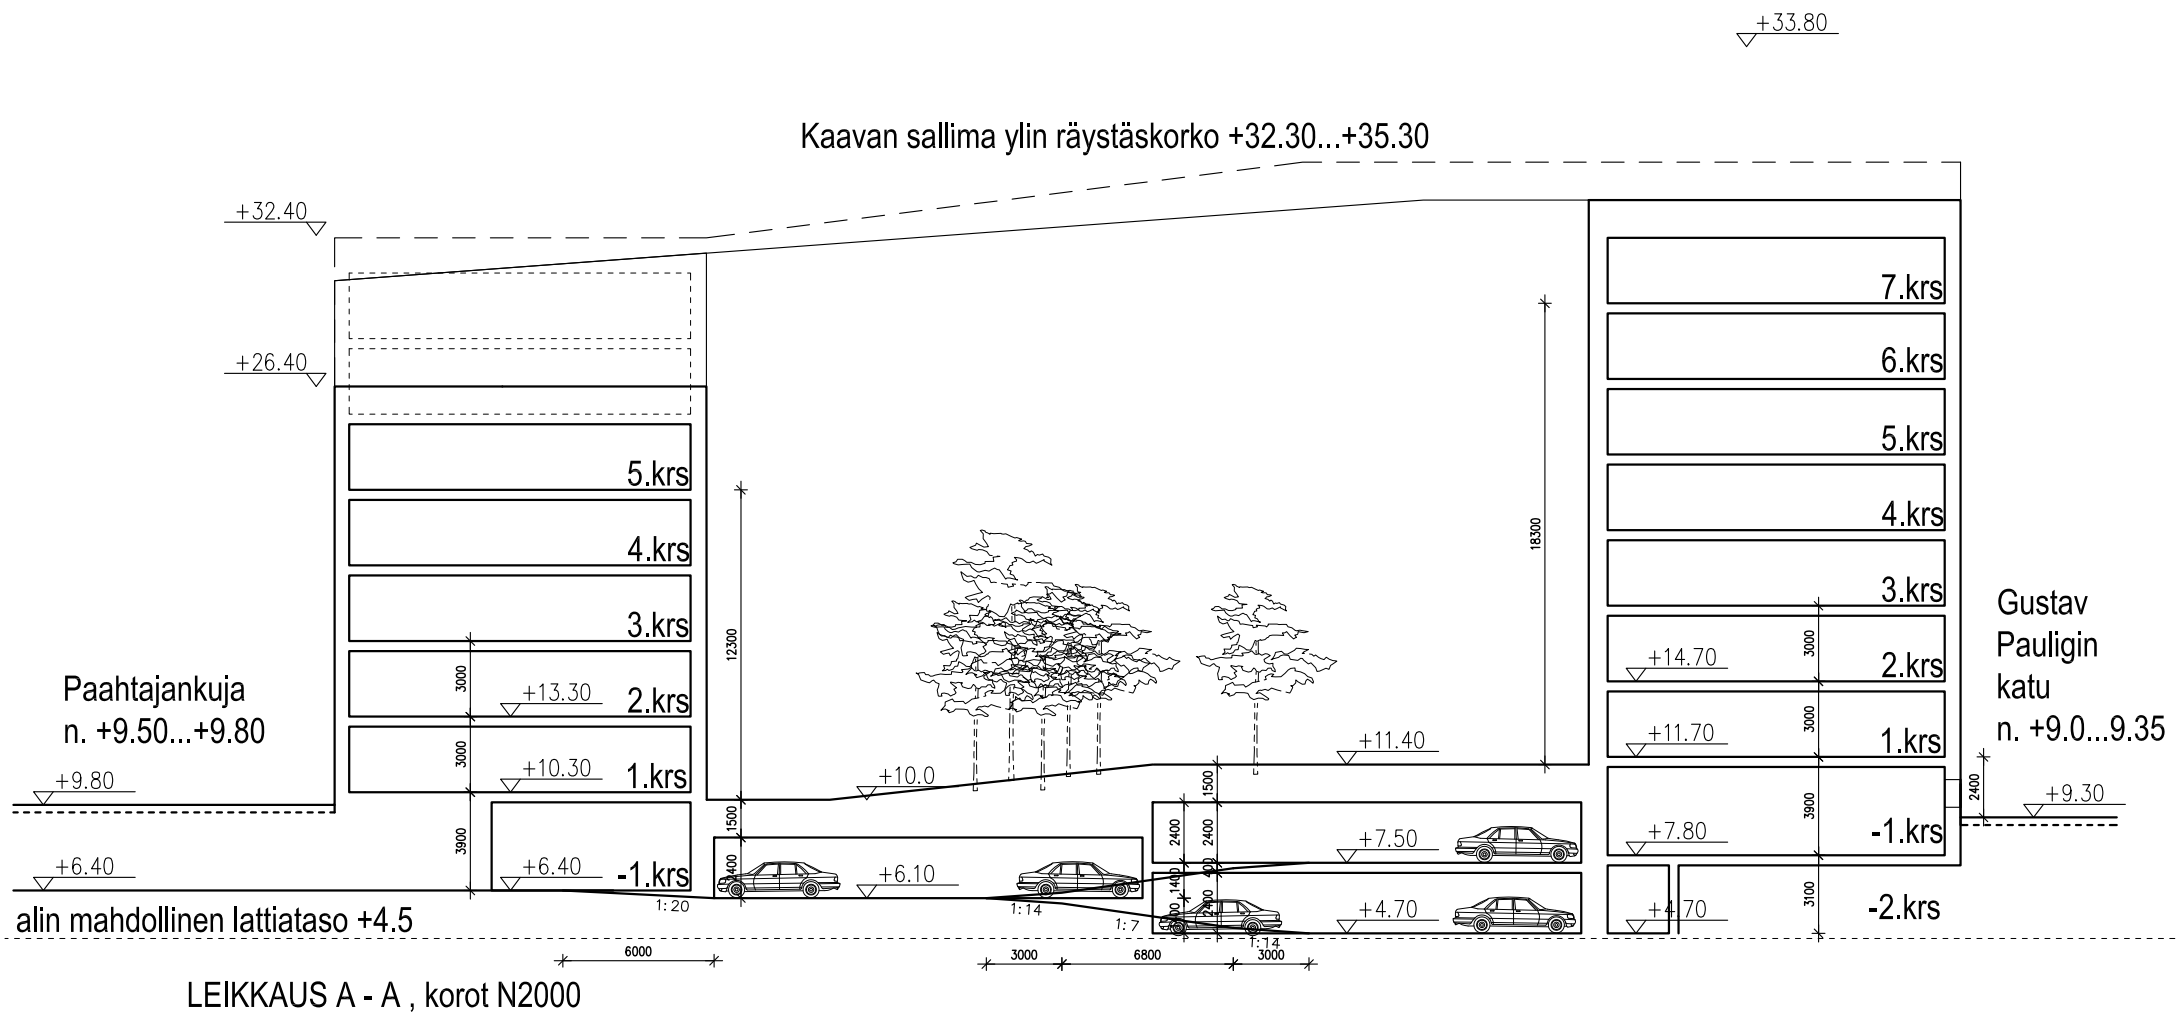 +33.80
Kaavan sallima ylin räystäskorko +32.30...+35.30
+32.40
+26.40
7.krs
6.krs
5.krs
4.krs
3.krs
2.krs
1.krs
-1.krs
-2.krs
+14.70
+11.70
+7.80
+4.70
3000
3000
3900
3100
18300
5.krs
4.krs
3.krs
2.krs
1.krs
-1.krs
+13.30
+10.30
+6.40
3000
3000
3900
12300
1500
2400
Paahtajankuja
n. +9.50...+9.80
+9.80
+6.40
alin mahdollinen lattiataso +4.5
+10.0
+11.40
+6.10
+7.50
+4.70
1500
2400
2400
400
1400
2400
1:20
1:14
1:7
1:14
Gustav
Pauligin
katu
n. +9.0...9.35
2400
+9.30
6000
3000
6800
3000
LEIKKAUS A - A , korot N2000